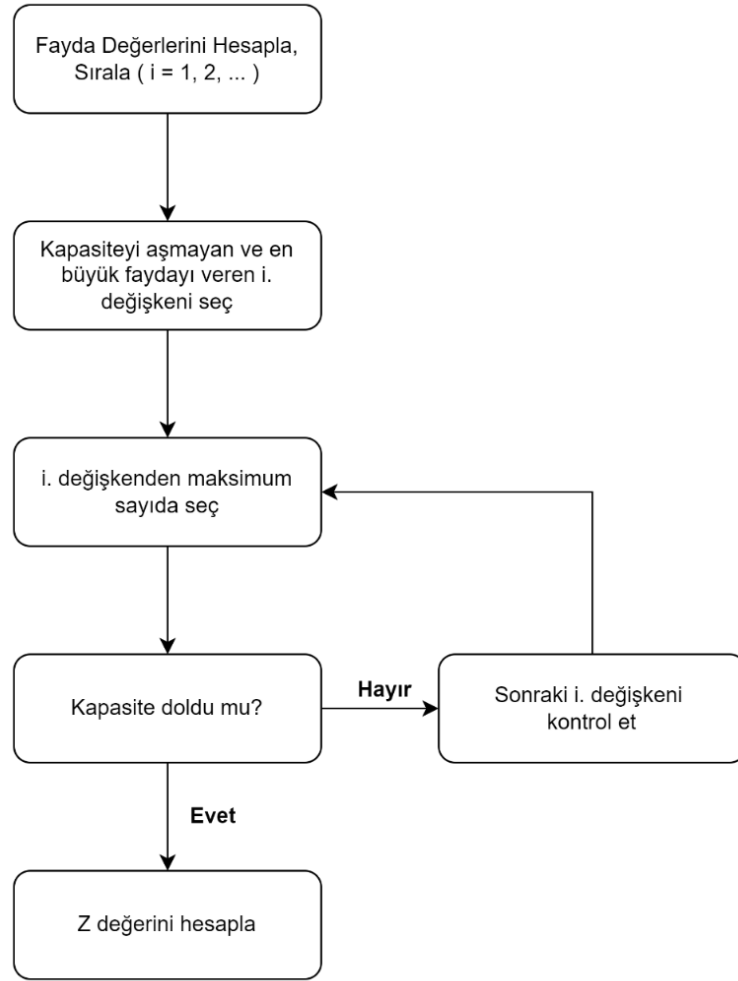 Fayda Değerlerini Hesapla,
Sırala ( i = 1, 2, ... )
Kapasiteyi aşmayan ve en
büyük faydayı veren i.
değişkeni seç
i. değişkenden maksimum
sayıda seç
Kapasite doldu mu?
Hayır
Sonraki i. değişkeni
kontrol et
Evet
Z değerini hesapla